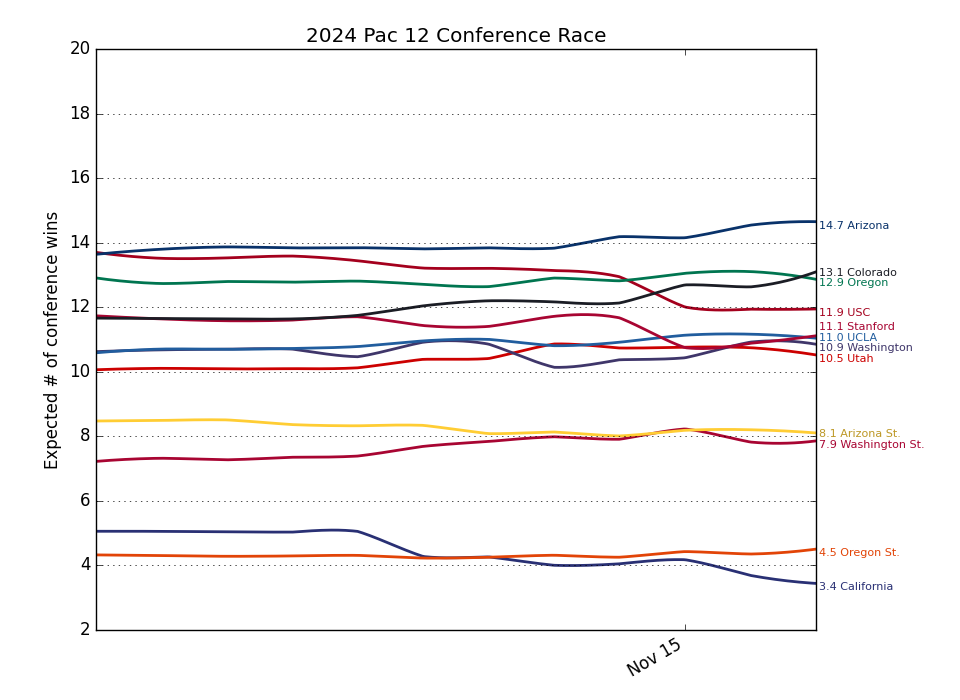 2024 Pac 12 Conference Race
Expected # of conference wins
20
18
16
14
12
10
8
6
4
2
14.7 Arizona
13.1 Colorado
12.9 Oregon
11.9 USC
11.1 Stanford
11.0 UCLA
10.9 Washington
10.5 Utah
8.1 Arizona St.
7.9 Washington St.
4.5 Oregon St.
3.4 California
Nov 15